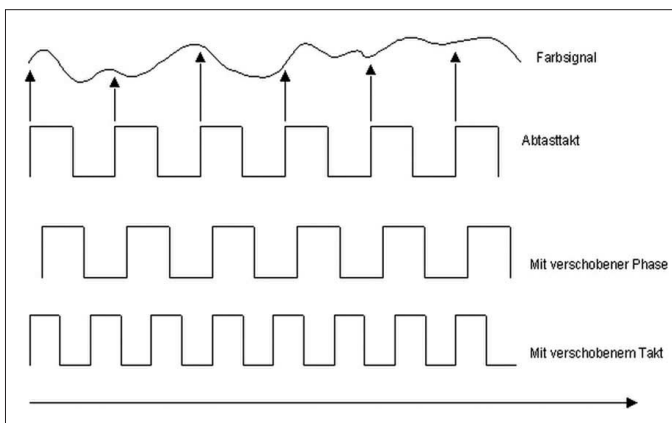 Farbsignal
Abtasttakt
Mit verschobener Phase
Mit verschobenem Takt